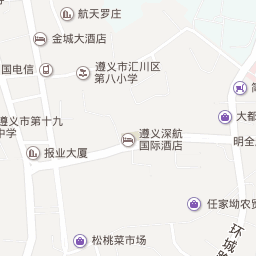 航天罗庄
金城大酒店
国电信
遵义市汇川区
第八小学
简
大都
遵义市第十九
中学
遵义深航
国际酒店
明全
报业大厦
任家坳农贸
环城
松桃菜市场